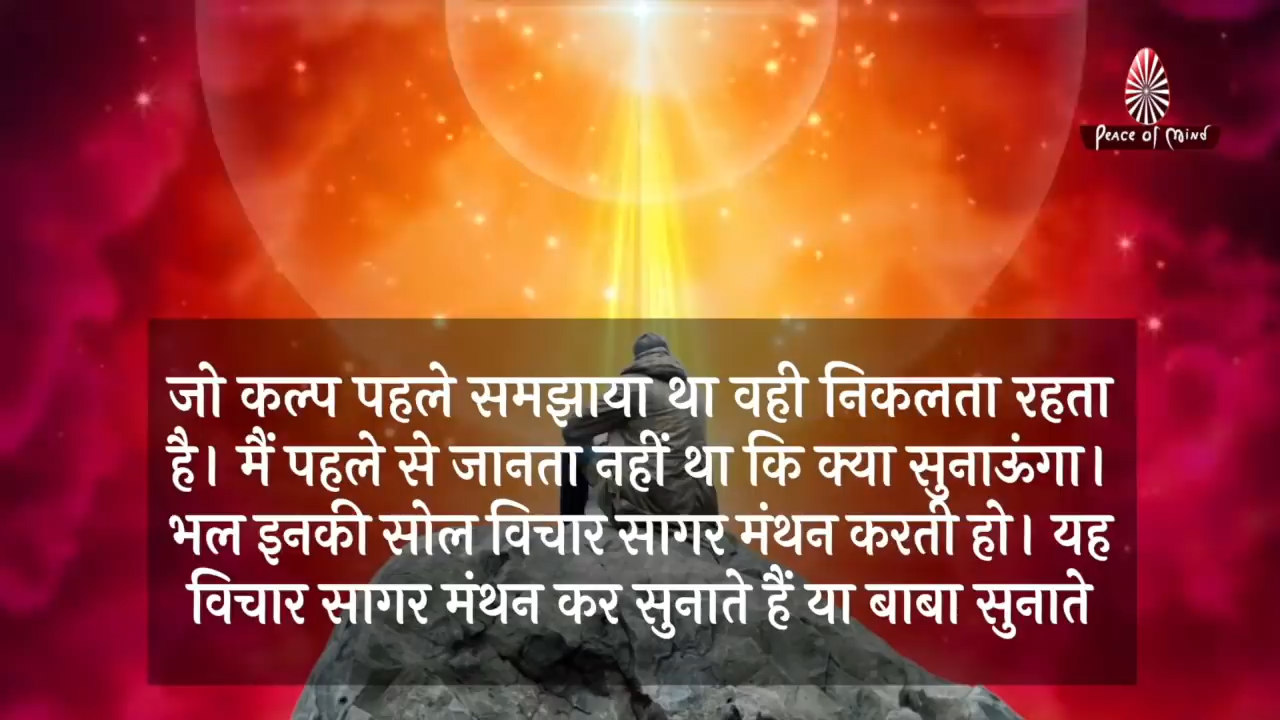 Peace of Mind
जो कल्प पहले समझाया था वही निकलता रहता
है। मैं पहले से जानता नहीं था कि क्या सुनाऊंगा।
भल इनकी सोल विचार सागर मंथन करती हो। यह
विचार सागर मंथन कर सुनाते हैं या बाबा सुनाते